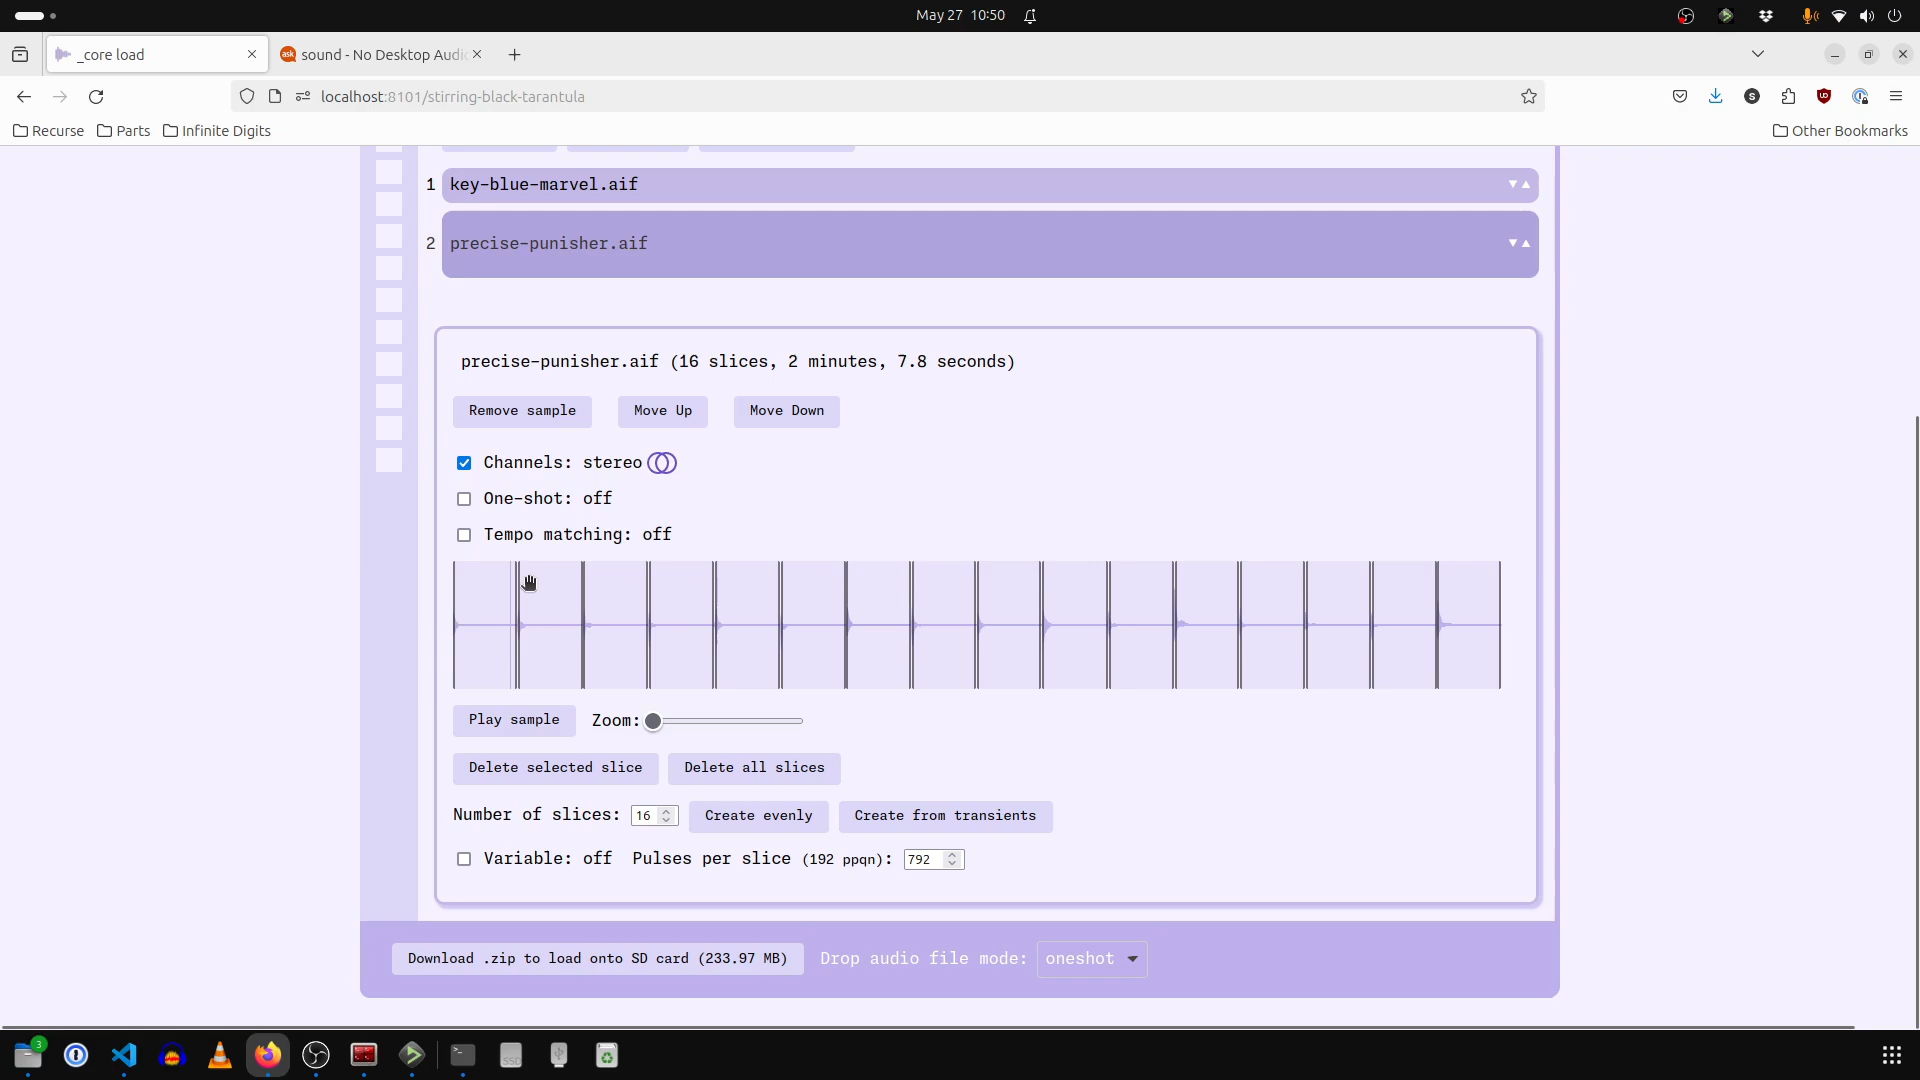 May 27 10:50
_core load
ask
sound - No Desktop Audi
localhost:8101/stirring-black-tarantula
S
Recurse
Parts
Infinite Digits
Other Bookmarks
1
key-blue-marvel.aif
2
precise-punisher.aif
precise-punisher.aif (16 slices, 2 minutes, 7.8 seconds)
Remove sample
Move Up
Move Down
Channels: stereo
One-shot: off
Tempo matching: off
Play sample
Zoom:
Delete selected slice
Delete all slices
Number of slices: 16
Create evenly
Create from transients
Variable: off
Pulses per slice (192 ppqn): 792
Download .zip to load onto SD card (233.97 MB)
Drop audio file mode: oneshot
3
SSD